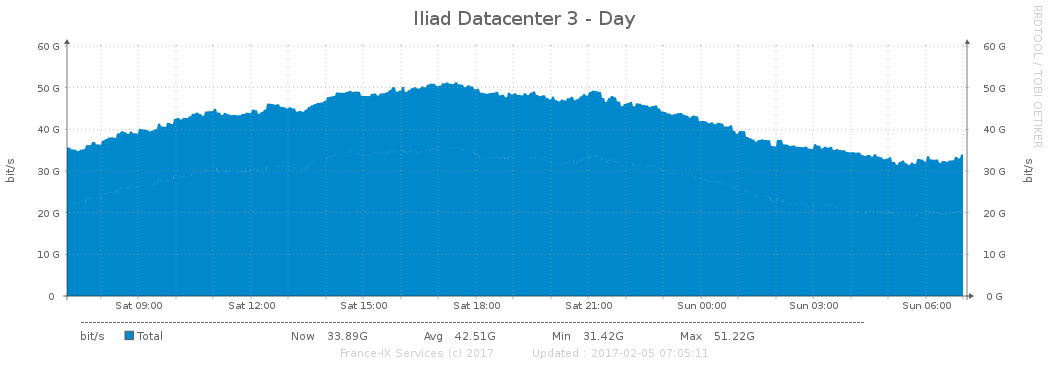 Iliad Datacenter 3 - Day
RRDTOOL / TOBI OETIKER
60 G 60 G
50 G 50 G
40 G 40 G
30 G 30 G
20 G 20 G
10 G 10 G
0 0 G
bit/s bit/s
Sat 09:00 Sat 12:00 Sat 15:00 Sat 18:00 Sat 21:00 Sun 00:00 Sun 03:00 Sun 06:00
bit/s Total Now 33.89G Avg 42.51G Min 31.42G Max 51.22G
France-IX Services (c) 2017 Updated : 2017-02-05 07:05:11